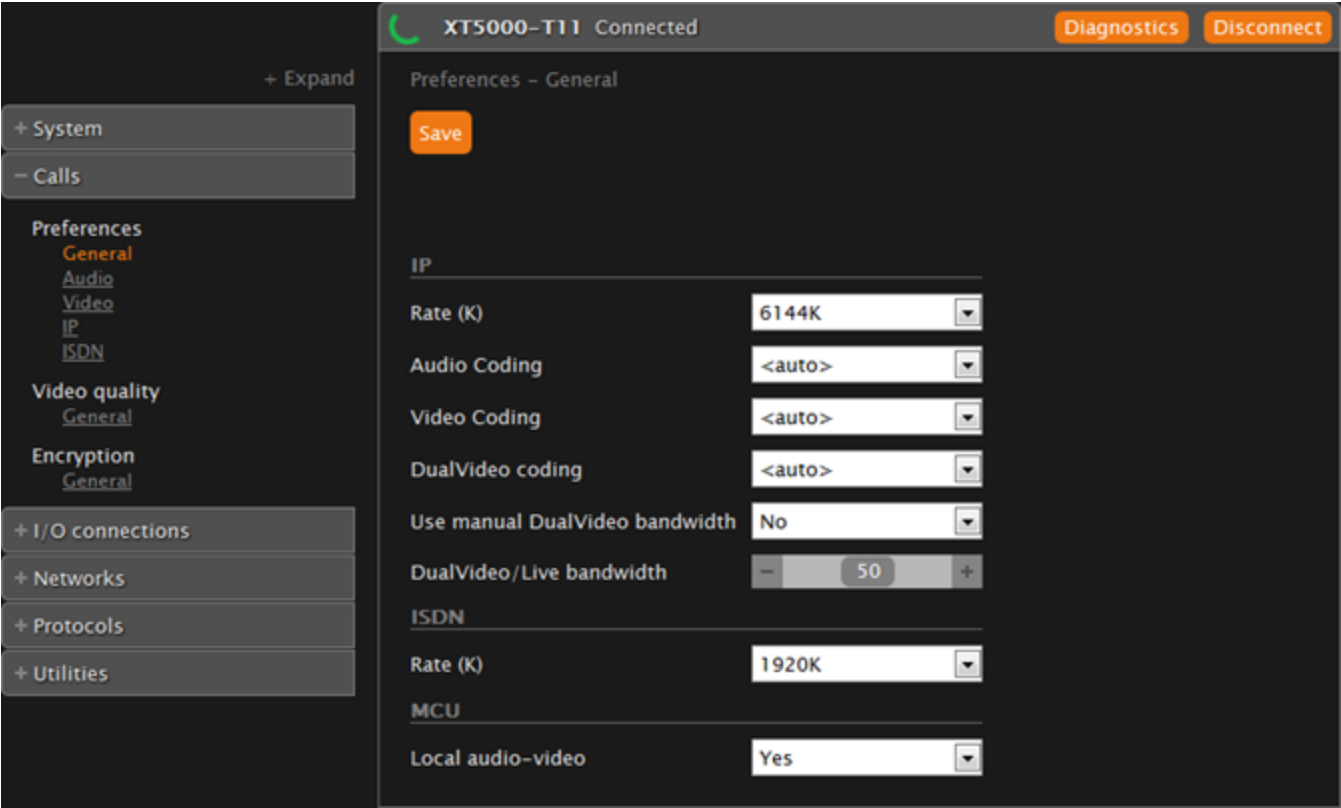 XT5000-T11 Connected
Diagnostics
Disconnect
+ Expand
+ System
− Calls
Preferences
General
Audio
Video
IP
ISDN
Video quality
General
Encryption
General
+ I/O connections
+ Networks
+ Protocols
+ Utilities
Preferences – General
Save
IP
Rate (K) 6144K
Audio Coding <auto>
Video Coding <auto>
DualVideo coding <auto>
Use manual DualVideo bandwidth No
DualVideo/Live bandwidth − 50 +
ISDN
Rate (K) 1920K
MCU
Local audio-video Yes